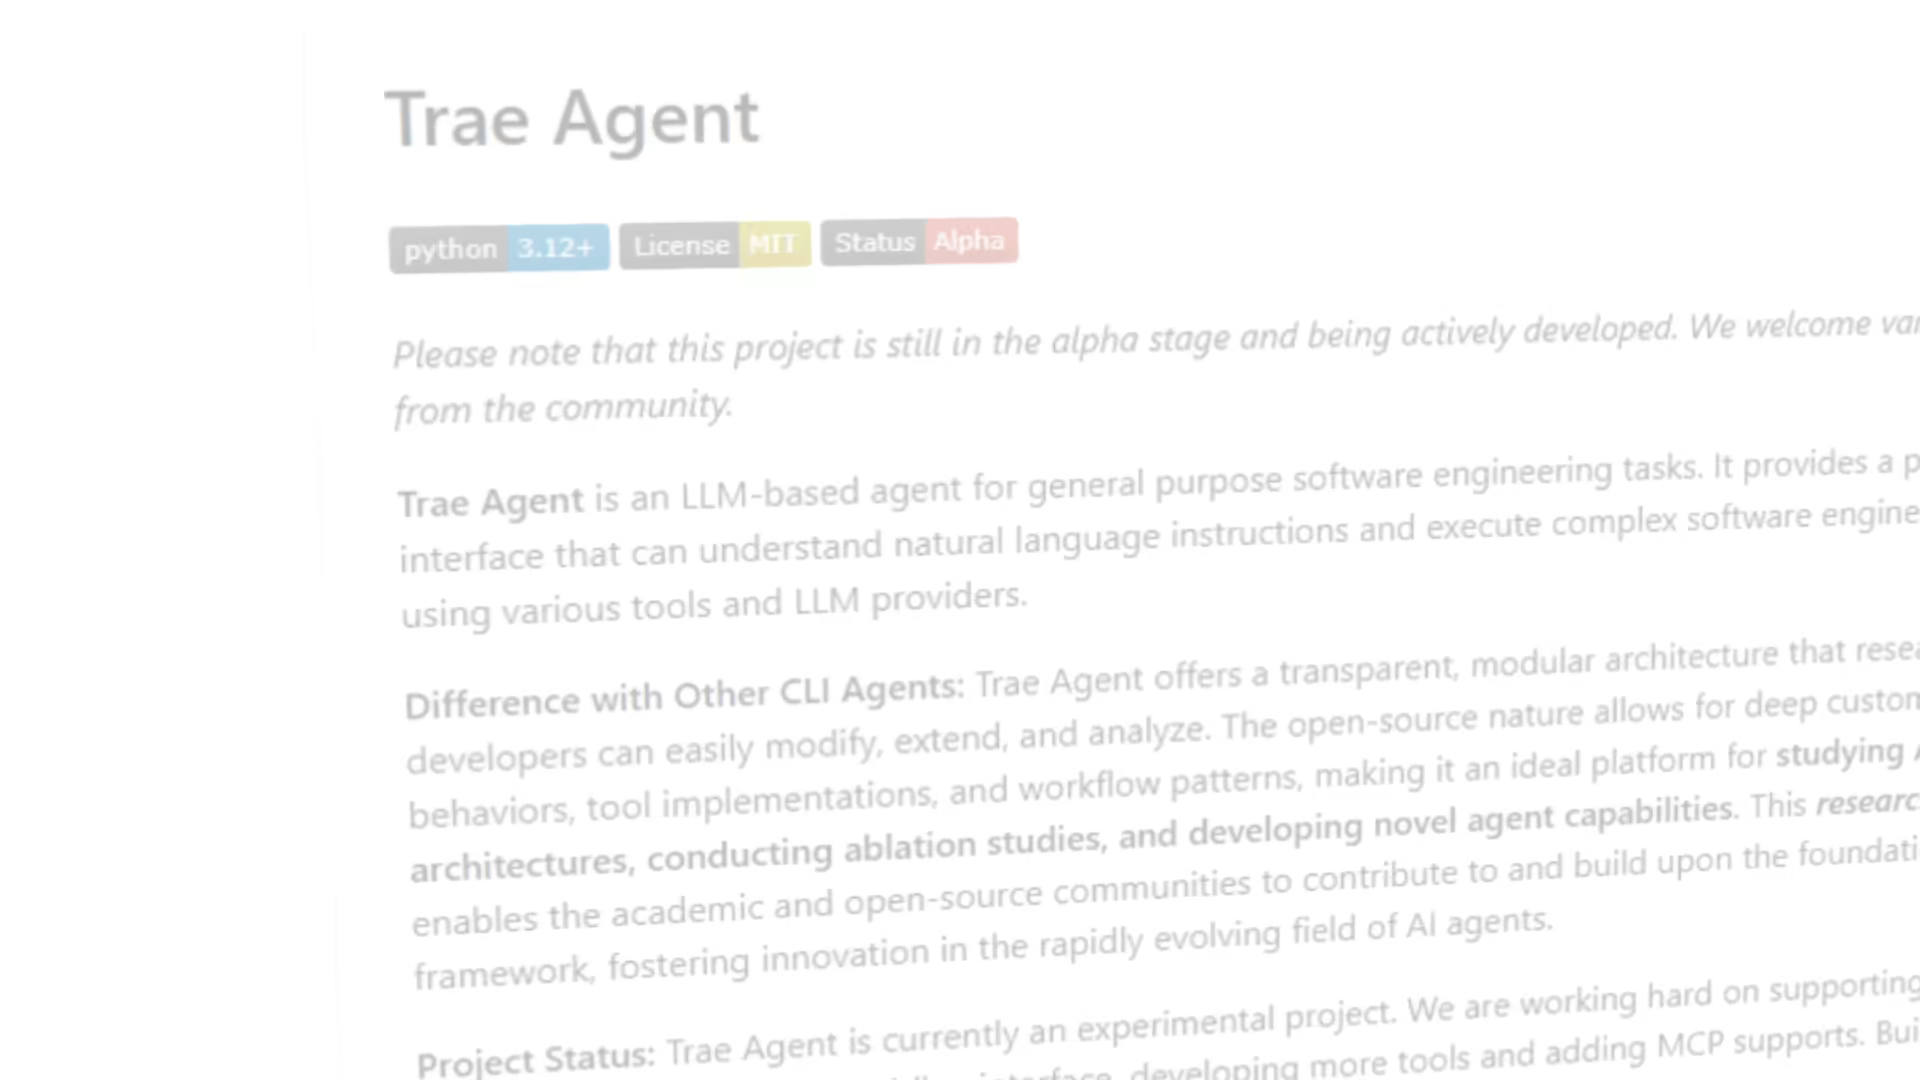 Trae Agent
python 3.12+ License MIT Status Alpha
Please note that this project is still in the alpha stage and being actively developed. We welcome
from the community.
Trae Agent is an LLM-based agent for general purpose software engineering tasks. It provides a
interface that can understand natural language instructions and execute complex software
using various tools and LLM providers.
Difference with Other CLI Agents: Trae Agent offers a transparent, modular architecture that
developers can easily modify, extend, and analyze. The open-source nature allows for deep
behaviors, tool implementations, and workflow patterns, making it an ideal platform for studying
architectures, conducting ablation studies, and developing novel agent capabilities. This
enables the academic and open-source communities to contribute to and build upon the
framework, fostering innovation in the rapidly evolving field of AI agents.
Project Status: Trae Agent is currently an experimental project. We are working hard on supporting
interface, developing more tools and adding MCP supports.